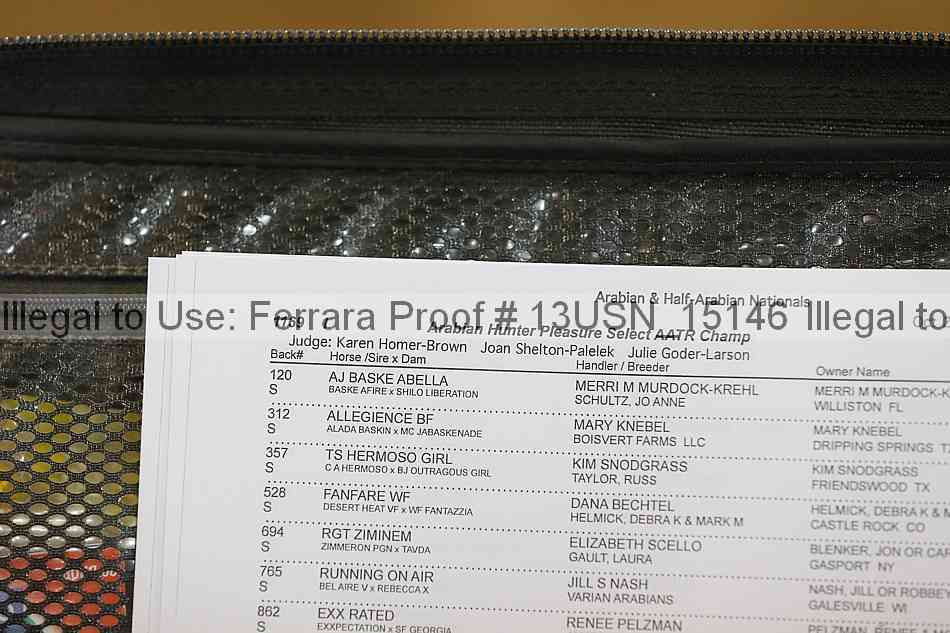 Arabian & Half-Arabian Nationals
Illegal to Use: Ferrara Proof # 13USN_15146 Illegal to
1769
Arabian Hunter Pleasure Select AATR Champ
Judge: Karen Homer-Brown Joan Shelton-Palelek Julie Goder-Larson
Back# Horse /Sire x Dam Handler / Breeder Owner Name
120 AJ BASKE ABELLA MERRI M MURDOCK-KREHL MERRI M MURDOCK-K
S BASKE AFIRE x SHILO LIBERATION SCHULTZ, JO ANNE WILLISTON FL
312 ALLEGIENCE BF MARY KNEBEL MARY KNEBEL
S ALADA BASKIN x MC JABASKENADE BOISVERT FARMS LLC DRIPPING SPRINGS TX
357 TS HERMOSO GIRL KIM SNODGRASS KIM SNODGRASS
S C A HERMOSO x BJ OUTRAGOUS GIRL TAYLOR, RUSS FRIENDSWOOD TX
528 FANFARE WF DANA BECHTEL HELMICK, DEBRA K & M
S DESERT HEAT VF x WF FANTAZZIA HELMICK, DEBRA K & MARK M CASTLE ROCK CO
694 RGT ZIMINEM ELIZABETH SCELLO BLENKER, JON OR CAR
S ZIMMERON PGN x TAVDA GAULT, LAURA GASPORT NY
765 RUNNING ON AIR JILL S NASH NASH, JILL OR ROBBEY
S BEL AIRE V x REBECCA X VARIAN ARABIANS GALESVILLE WI
862 EXX RATED RENEE PELZMAN PELZMAN, RENEE & M
S EXXPECTATION x SF GEORGIA